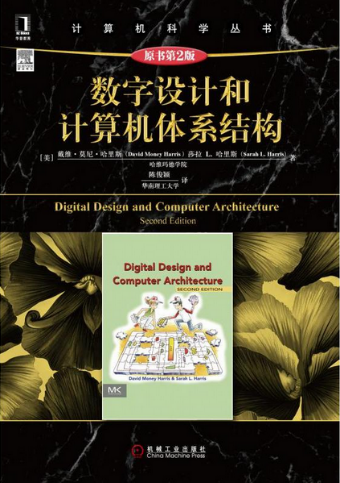 计算机科学丛书
华章教育
原书第2版
数字设计和
计算机体系结构
[美] 戴维·莫尼·哈里斯 (David Money Harris) 莎拉 L. 哈里斯 (Sarah L. Harris) 著
哈维玛德学院
陈俊颖 译
华南理工大学
Digital Design and Computer Architecture
Second Edition
Digital Design and
Computer Architecture
SECOND EDITION
David Money Harris & Sarah L. Harris
MK
机械工业出版社
China Machine Press